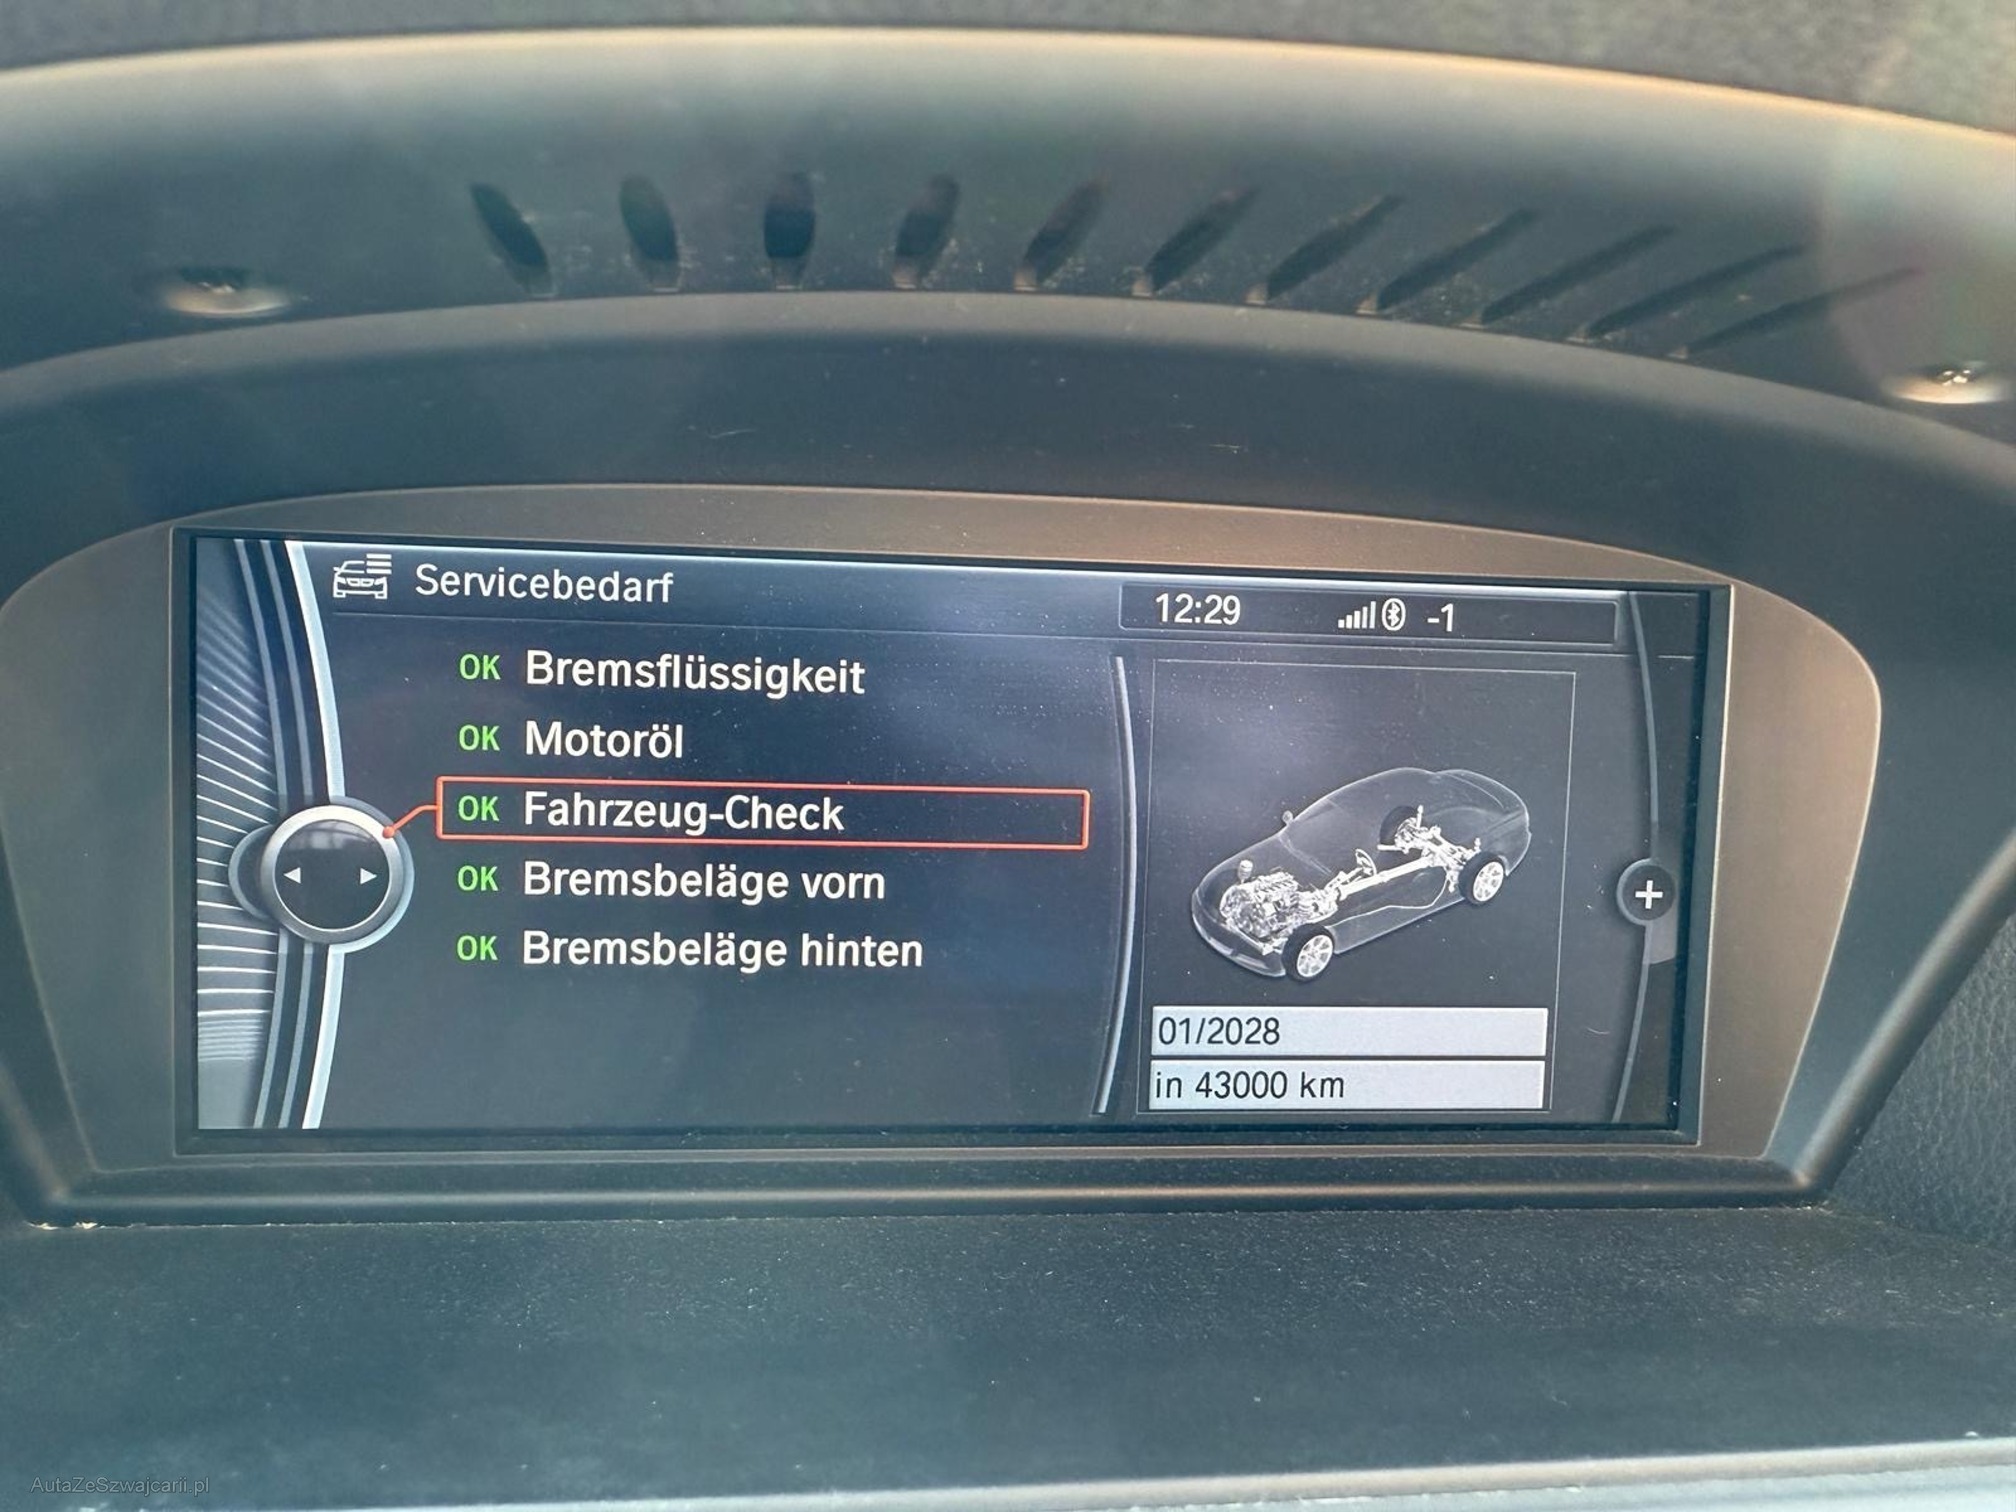 Servicebedarf
12:29 -1
OK Bremsflüssigkeit
OK Motoröl
OK Fahrzeug-Check
OK Bremsbeläge vorn
OK Bremsbeläge hinten
01/2028
in 43000 km
AutaZeSzwajcarii.pl